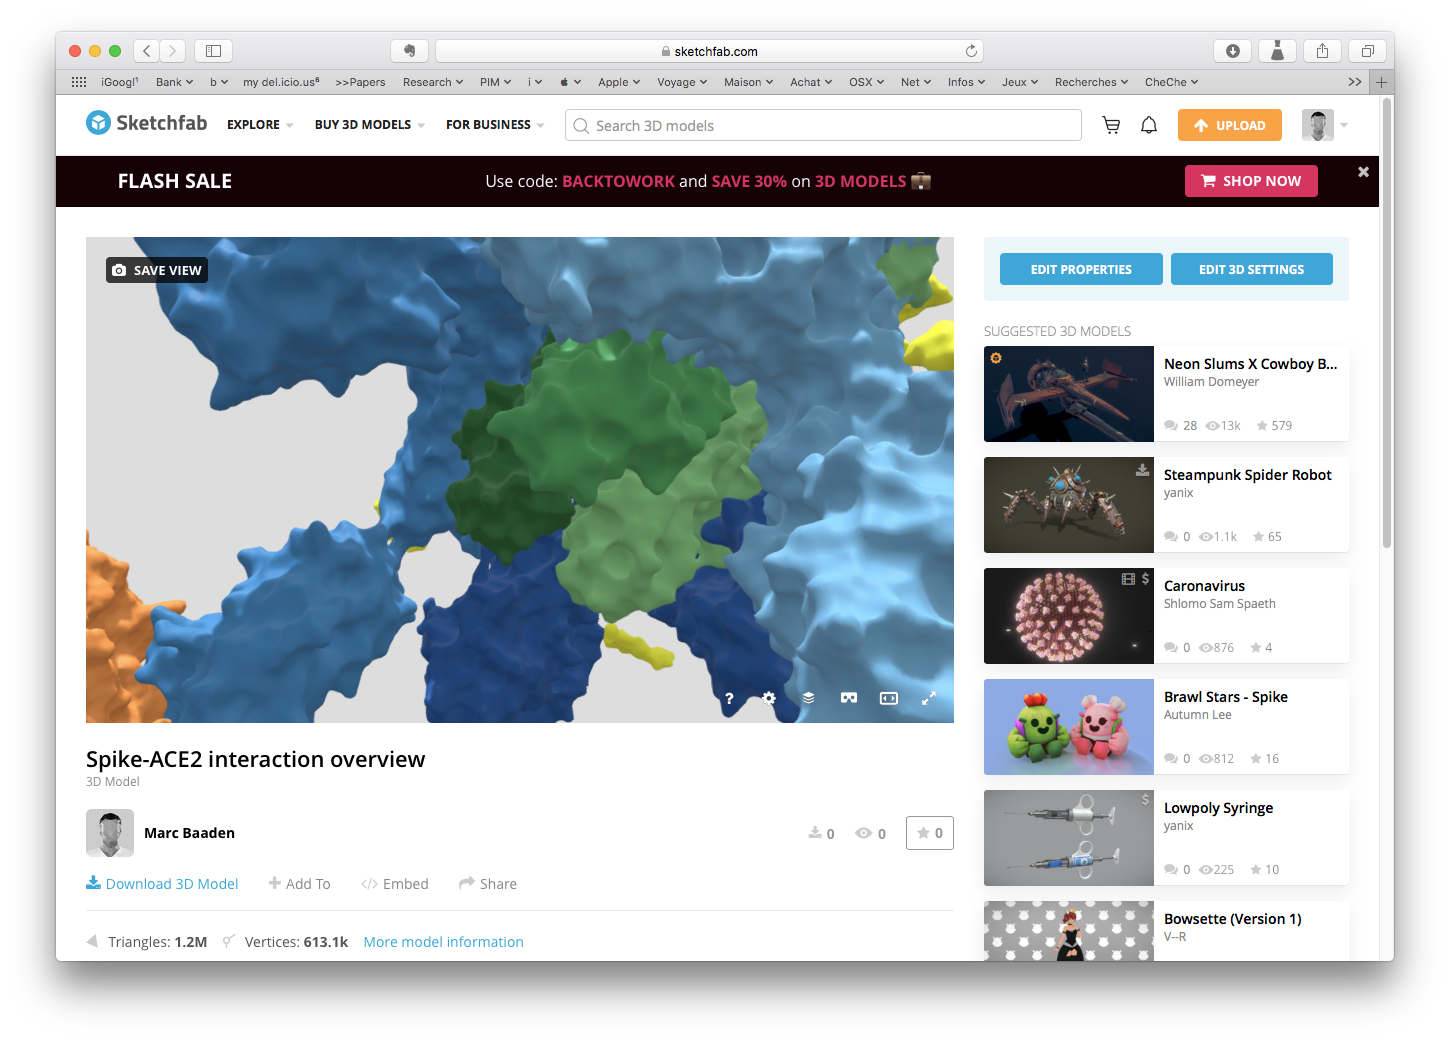 sketchfab.com
iGoogl¹ Bank b my del.icio.us⁶ >>Papers Research PIM i Apple Voyage Maison Achat OSX Net Infos Jeux Recherches CheChe >>
Sketchfab EXPLORE BUY 3D MODELS FOR BUSINESS Search 3D models UPLOAD
FLASH SALE Use code: BACKTOWORK and SAVE 30% on 3D MODELS SHOP NOW
SAVE VIEW
?
Spike-ACE2 interaction overview
3D Model
Marc Baaden
0 0 0
Download 3D Model Add To Embed Share
Triangles: 1.2M Vertices: 613.1k More model information
EDIT PROPERTIES EDIT 3D SETTINGS
SUGGESTED 3D MODELS
Neon Slums X Cowboy B...
William Domeyer
28 13k 579
Steampunk Spider Robot
yanix
0 1.1k 65
$
Caronavirus
Shlomo Sam Spaeth
0 876 4
Brawl Stars - Spike
Autumn Lee
0 812 16
$
Lowpoly Syringe
yanix
0 225 10
Bowsette (Version 1)
V--R